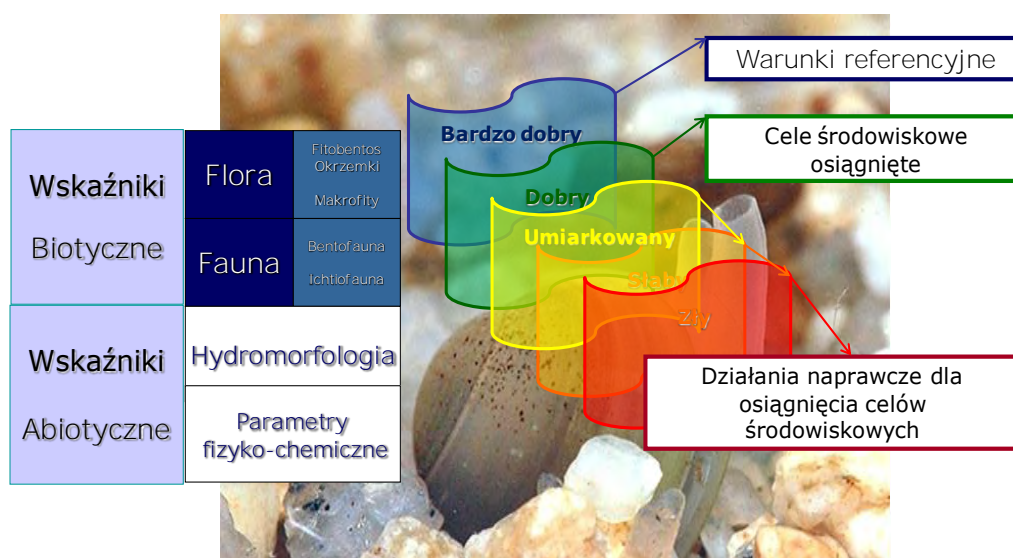 Wskaźniki
Biotyczne
Flora
Fitobentos
Okrzemki
Makrofity
Fauna
Bentofauna
Ichtiofauna
Wskaźniki
Abiotyczne
Hydromorfologia
Parametry
fizyko-chemiczne
Bardzo dobry
Dobry
Umiarkowany
Słaby
Zły
Warunki referencyjne
Cele środowiskowe
osiągnięte
Działania naprawcze dla
osiągnięcia celów
środowiskowych